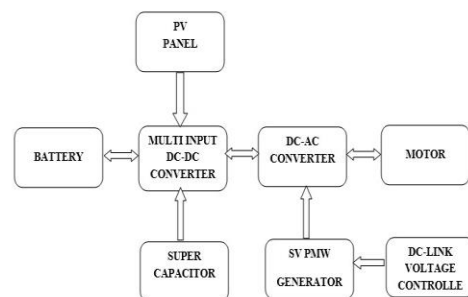 PV
PANEL
BATTERY
MULTI INPUT
DC-DC
CONVERTER
DC-AC
CONVERTER
MOTOR
SUPER
CAPACITOR
SV PMW
GENERATOR
DC-LINK
VOLTAGE
CONTROLLE